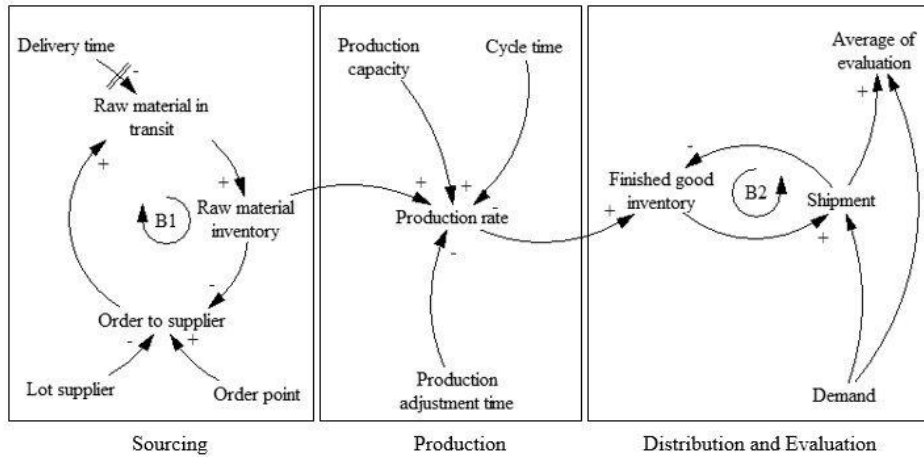 Delivery time
-
Raw material in
transit
+
+
B1
Raw material
inventory
-
Order to supplier
-
+
Lot supplier
Order point
Production
capacity
Cycle time
+
+
-
Production rate
-
Production
adjustment time
Average of
evaluation
+
-
Finished good
inventory
+
B2
Shipment
+
Demand
Sourcing
Production
Distribution and Evaluation